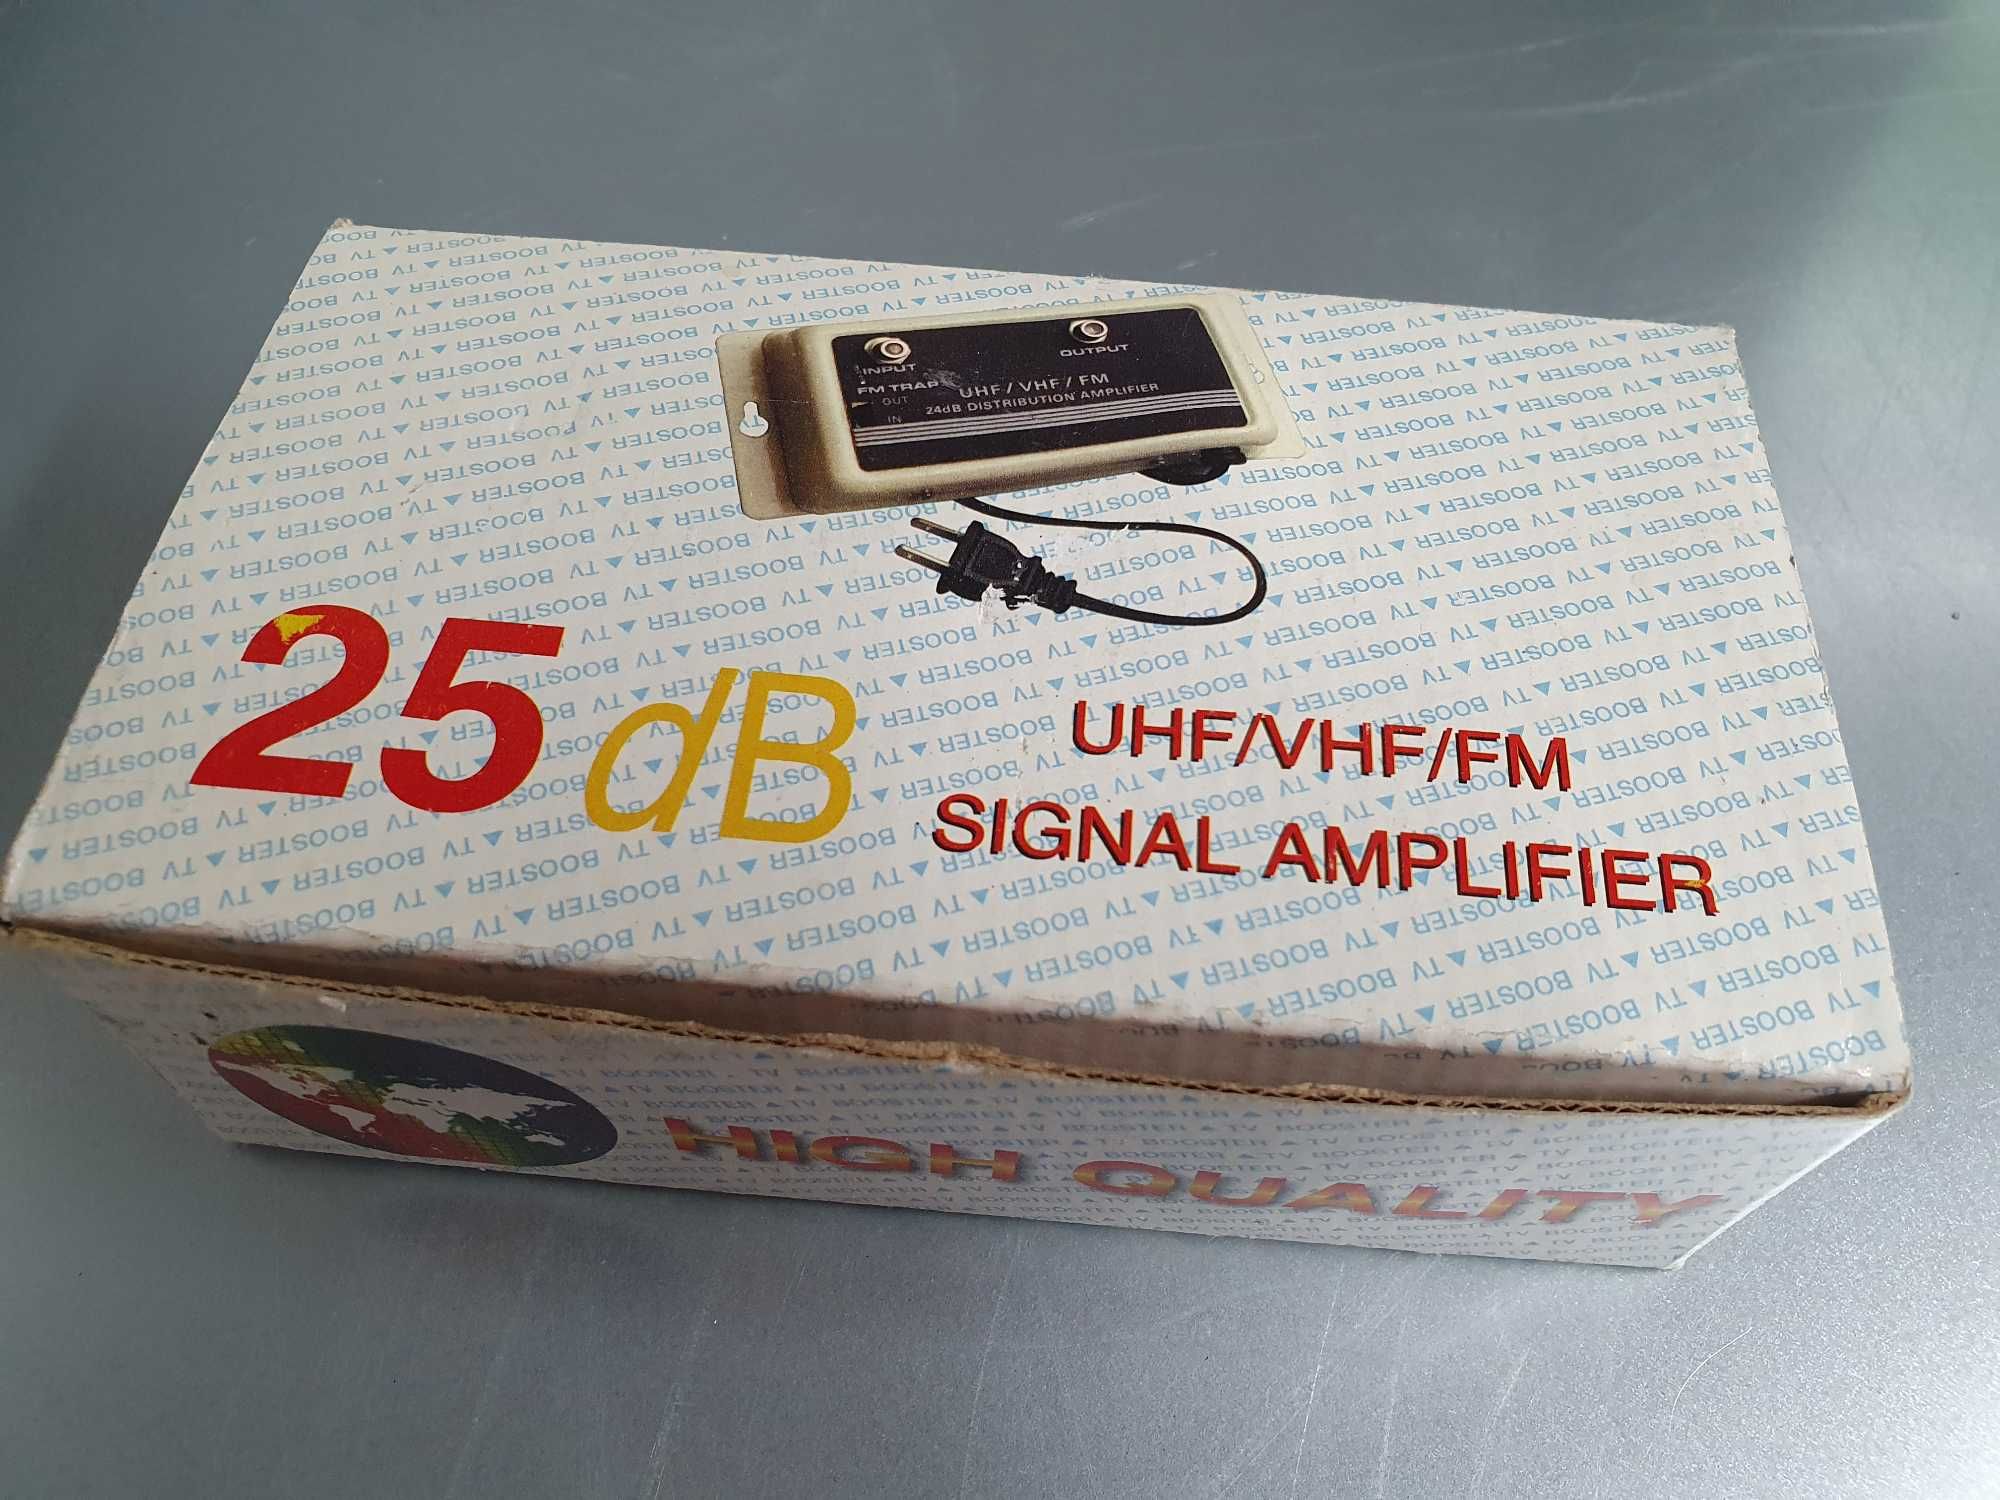 INPUT
OUTPUT
FM TRAP
OUT
IN
UHF / VHF / FM
24dB DISTRIBUTION AMPLIFIER
25 dB
UHF/VHF/FM
SIGNAL AMPLIFIER
HIGH QUALITY
TV BOOSTER ▲ TV BOOSTER ▲ TV BOOSTER